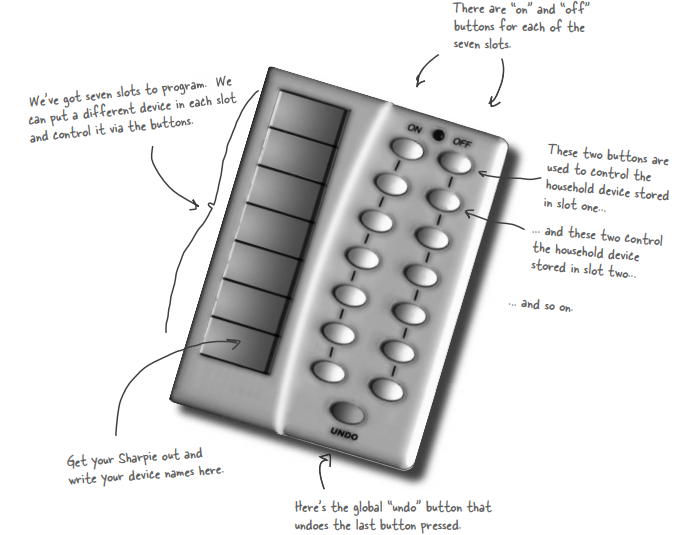 There are "on" and "off"
buttons for each of the
seven slots.
We've got seven slots to program. We
can put a different device in each slot
and control it via the buttons.
ON
OFF
These two buttons are
used to control the
household device stored
in slot one...
... and these two control
the household device
stored in slot two...
... and so on.
UNDO
Get your Sharpie out and
write your device names here.
Here's the global "undo" button that
undoes the last button pressed.